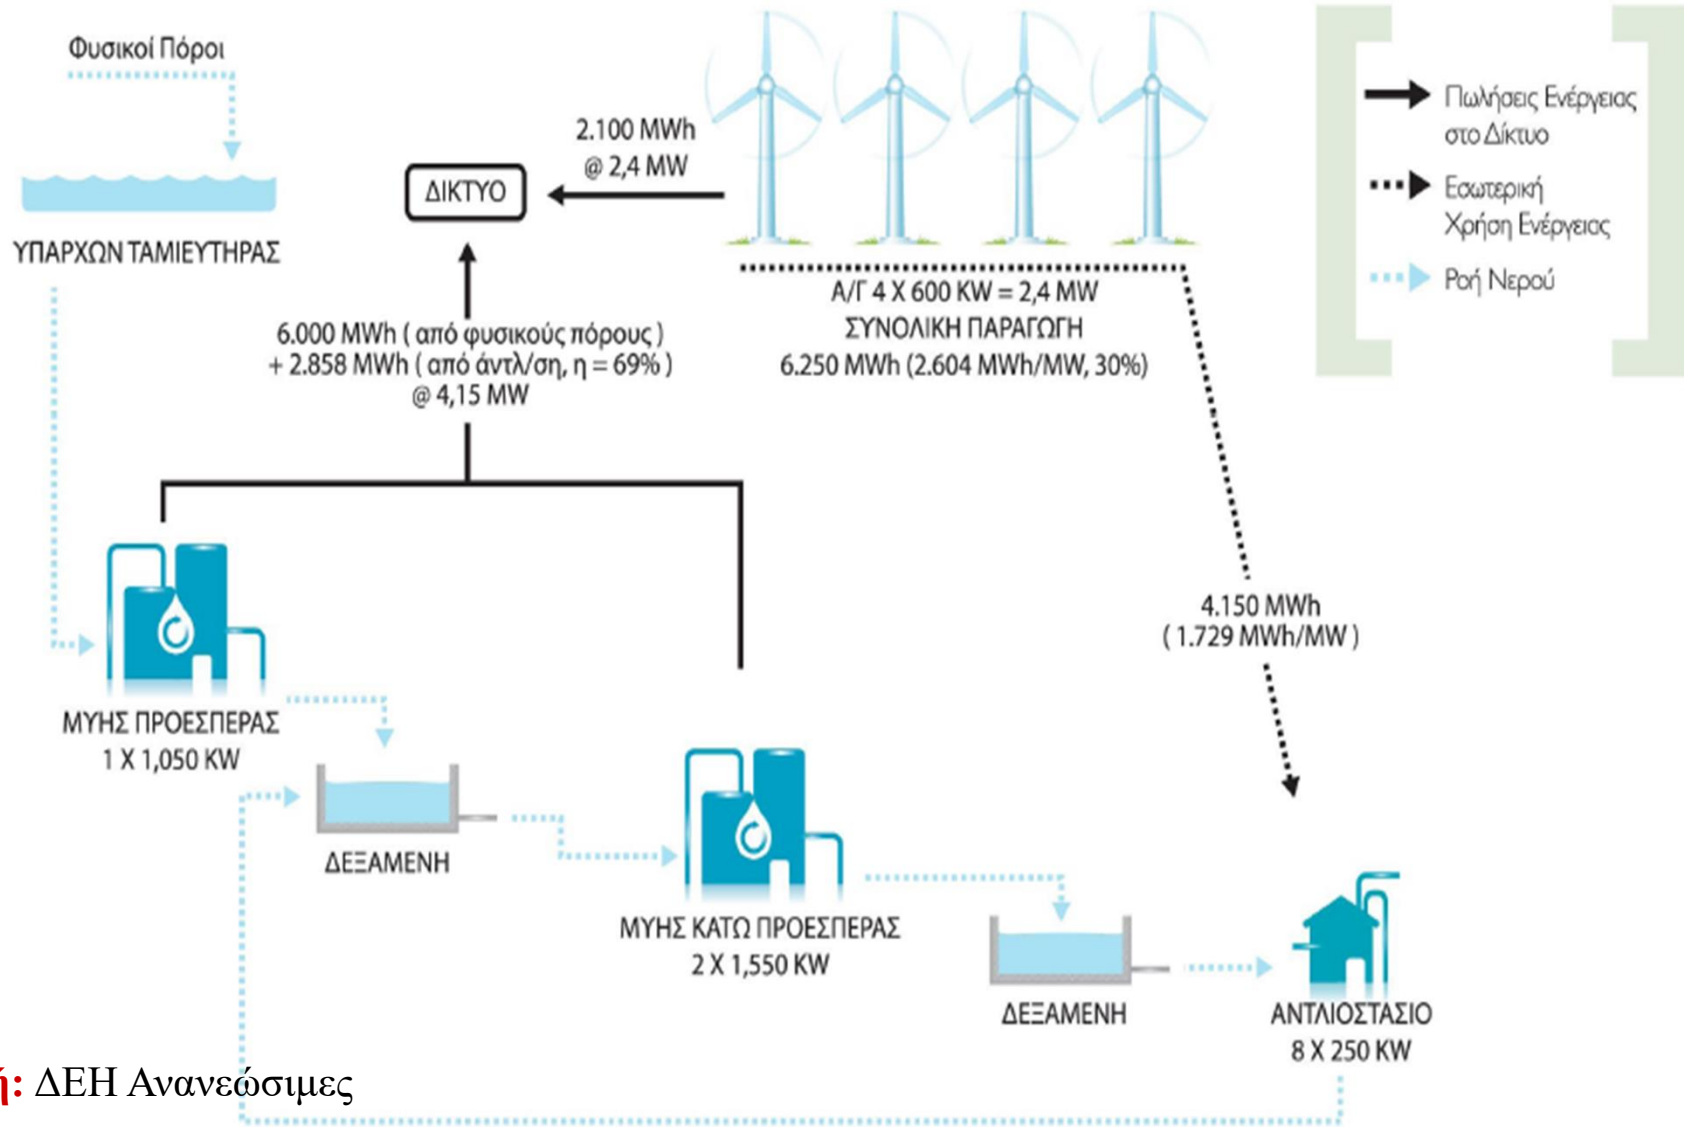 Φυσικοί Πόροι
ΥΠΑΡΧΩΝ ΤΑΜΙΕΥΤΗΡΑΣ
ΔΙΚΤΥΟ
2.100 MWh
@ 2,4 MW
Α/Γ 4 X 600 KW = 2,4 MW
ΣΥΝΟΛΙΚΗ ΠΑΡΑΓΩΓΗ
6.250 MWh (2.604 MWh/MW, 30%)
Πωλήσεις Ενέργειας
στο Δίκτυο
Εσωτερική
Χρήση Ενέργειας
Ροή Νερού
6.000 MWh ( από φυσικούς πόρους )
+ 2.858 MWh ( από άντλ/ση, η = 69% )
@ 4,15 MW
4.150 MWh
( 1.729 MWh/MW )
ΜΥΗΣ ΠΡΟΕΣΠΕΡΑΣ
1 X 1,050 KW
ΔΕΞΑΜΕΝΗ
ΜΥΗΣ ΚΑΤΩ ΠΡΟΕΣΠΕΡΑΣ
2 X 1,550 KW
ΔΕΞΑΜΕΝΗ
ΑΝΤΛΙΟΣΤΑΣΙΟ
8 X 250 KW
ή: ΔΕΗ Ανανεώσιμες